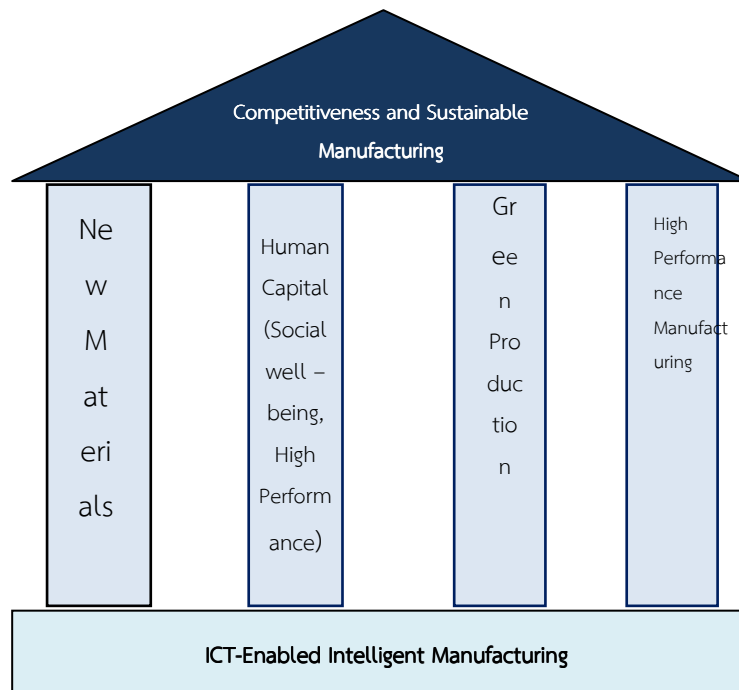 Competitiveness and Sustainable
Manufacturing
Ne
w
M
at
eri
als
Human
Capital
(Social
well –
being,
High
Perform
ance)
Gr
ee
n
Pro
duc
tio
n
High
Performa
nce
Manufact
uring
ICT-Enabled Intelligent Manufacturing